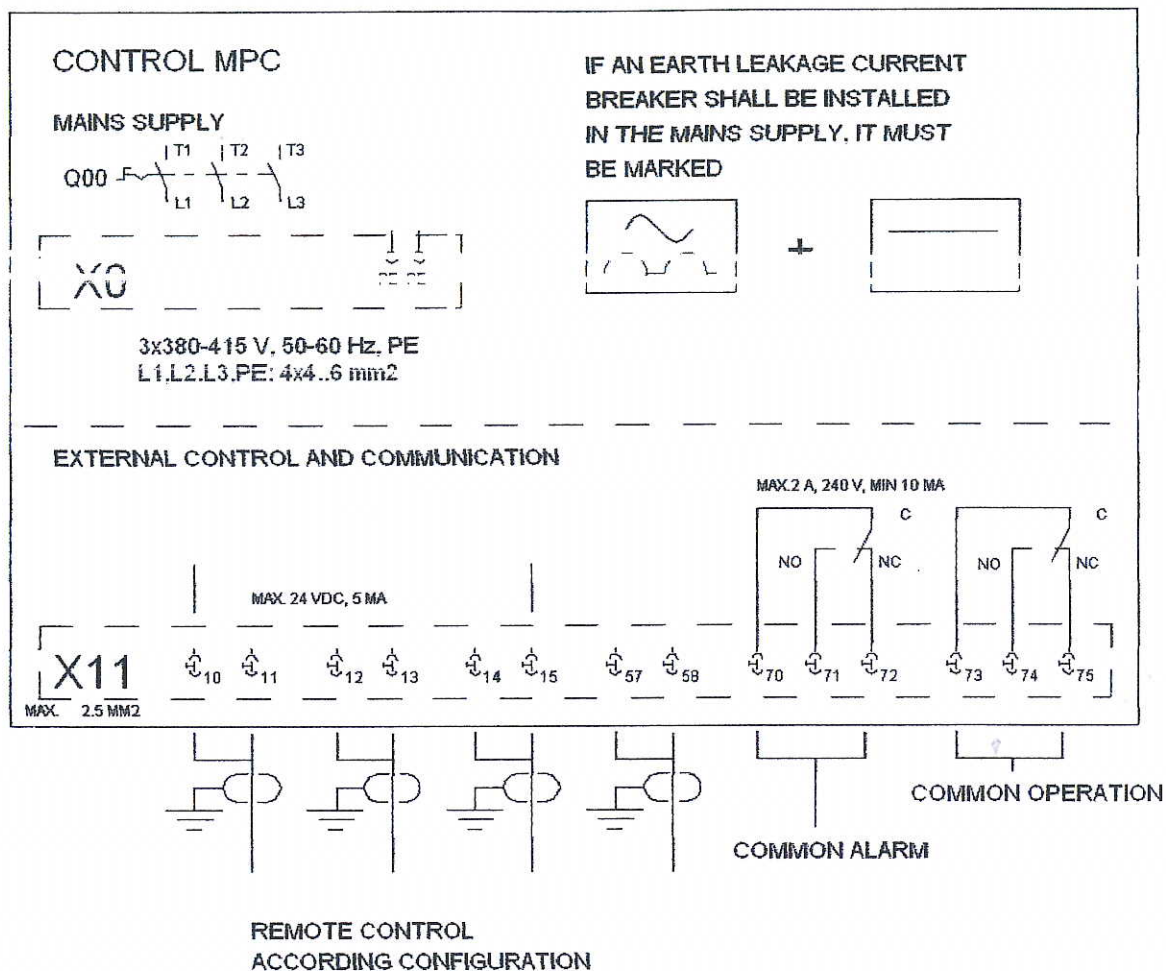 CONTROL MPC
MAINS SUPPLY
T1 T2 T3
Q00
L1 L2 L3
X0
PE PE
3x380-415 V, 50-60 Hz, PE
L1,L2,L3,PE: 4x4..6 mm2
IF AN EARTH LEAKAGE CURRENT
BREAKER SHALL BE INSTALLED
IN THE MAINS SUPPLY, IT MUST
BE MARKED
+
EXTERNAL CONTROL AND COMMUNICATION
MAX.2 A, 240 V, MIN 10 MA
C C
NO NC NO NC
MAX. 24 VDC, 5 MA
X11 10 11 12 13 14 15 57 58 70 71 72 73 74 75
MAX. 2.5 MM2
COMMON OPERATION
COMMON ALARM
REMOTE CONTROL
ACCORDING CONFIGURATION